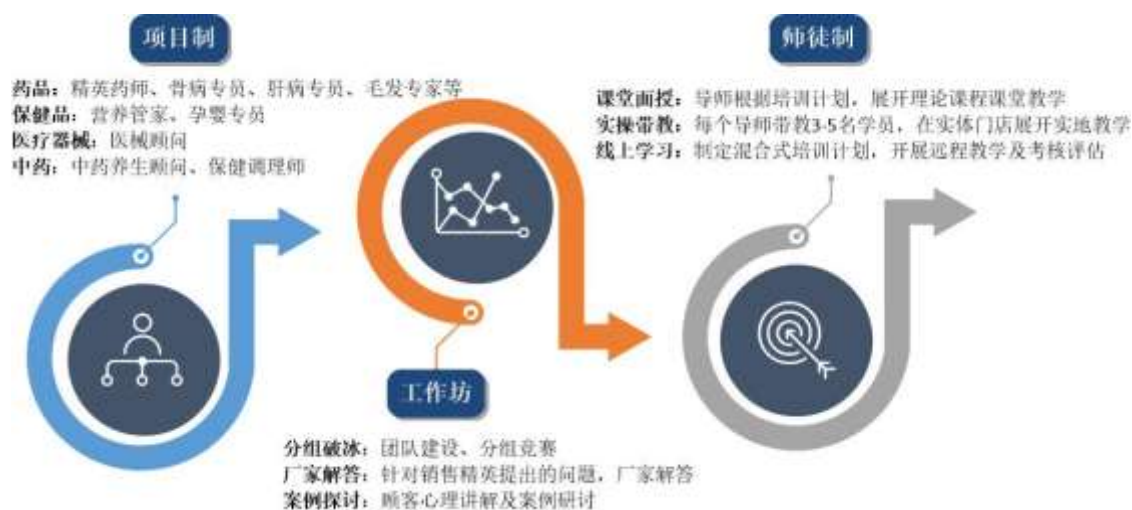 项目制
药品：精英药师、骨病专员、肝病专员、毛发专家等
保健品：营养管家、孕婴专员
医疗器械：医械顾问
中药：中药养生顾问、保健调理师
工作坊
分组破冰：团队建设、分组竞赛
厂家解答：针对销售精英提出的问题，厂家解答
案例探讨：顾客心理讲解及案例研讨
师徒制
课堂面授：导师根据培训计划，展开理论课程课堂教学
实操带教：每个导师带教3-5名学员，在实体门店展开实地教学
线上学习：制定混合式培训计划，开展远程教学及考核评估